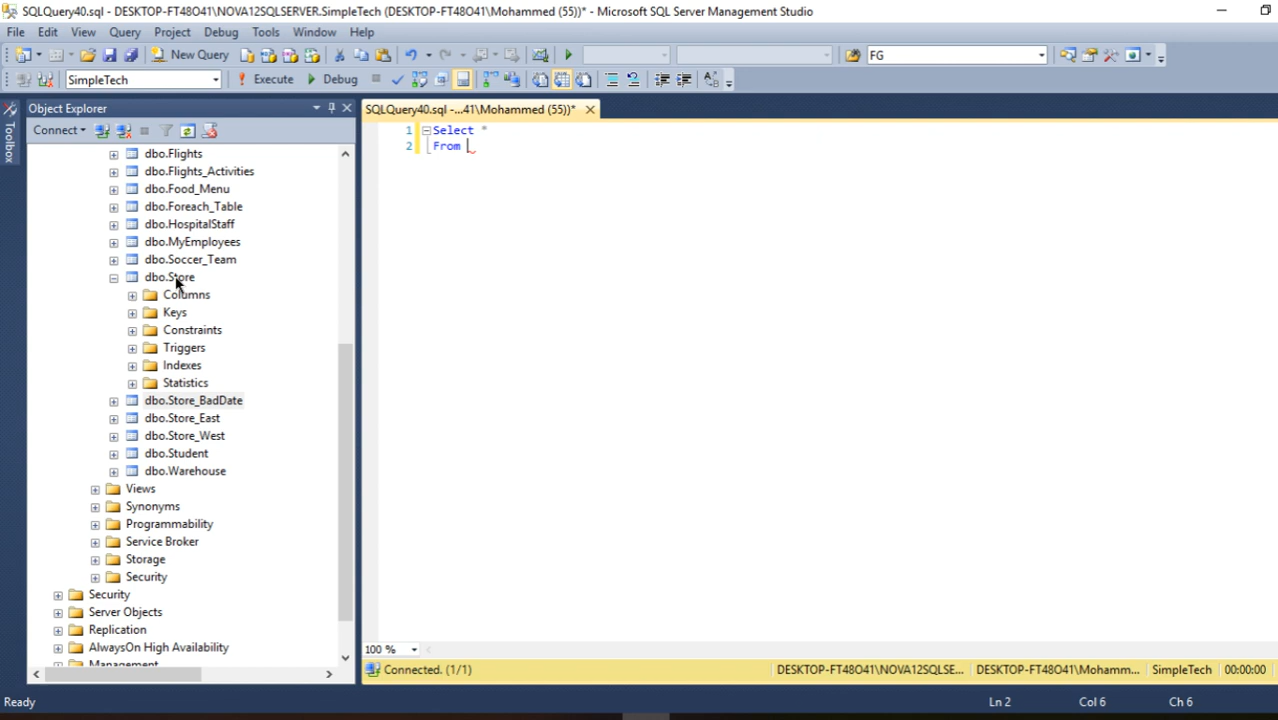 SQLQuery40.sql - DESKTOP-FT48O41\NOVA12SQLSERVER.SimpleTech (DESKTOP-FT48O41\Mohammed (55))* - Microsoft SQL Server Management Studio
File Edit View Query Project Debug Tools Window Help
New Query FG
SimpleTech Execute Debug
Toolbox
Object Explorer
SQLQuery40.sql -...41\Mohammed (55))*
Connect
dbo.Flights
dbo.Flights_Activities
dbo.Food_Menu
dbo.Foreach_Table
dbo.HospitalStaff
dbo.MyEmployees
dbo.Soccer_Team
dbo.Store
Columns
Keys
Constraints
Triggers
Indexes
Statistics
dbo.Store_BadDate
dbo.Store_East
dbo.Store_West
dbo.Student
dbo.Warehouse
Views
Synonyms
Programmability
Service Broker
Storage
Security
Security
Server Objects
Replication
AlwaysOn High Availability
Management
1 Select *
2 From
100 %
Connected. (1/1) DESKTOP-FT48O41\NOVA12SQLSE... DESKTOP-FT48O41\Mohamm... SimpleTech 00:00:00
Ready Ln 2 Col 6 Ch 6